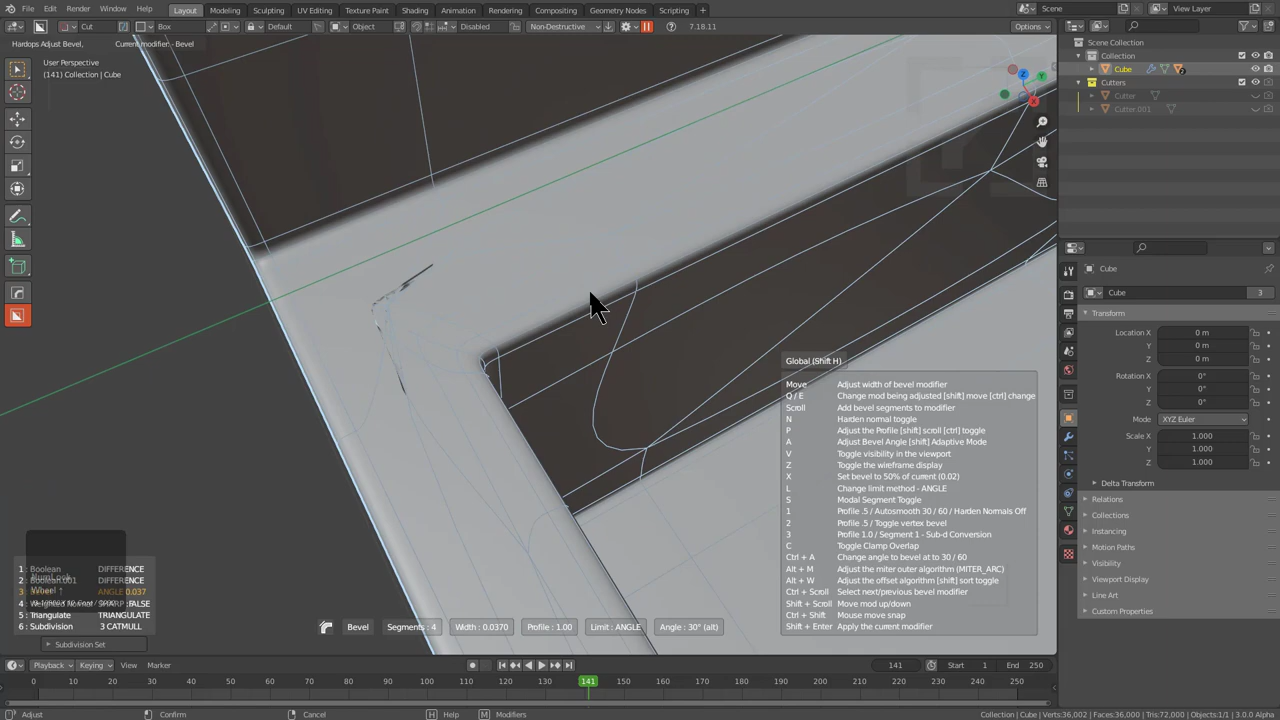 File Edit Render Window Help Layout Modeling Sculpting UV Editing Texture Paint Shading Animation Rendering Compositing Geometry Nodes Scripting + Scene View Layer
Cut Box Default Object Disabled Non-Destructive 7.18.11 Options
Hardops Adjust Bevel, Current modifier: - Bevel
User Perspective
(141) Collection | Cube
Scene Collection
Collection
Cube
Cutters
Cutter
Cutter.001
Cube
Cube 3
Transform
Location X 0 m
Y 0 m
Z 0 m
Rotation X 0°
Y 0°
Z 0°
Mode XYZ Euler
Scale X 1.000
Y 1.000
Z 1.000
Delta Transform
Relations
Collections
Instancing
Motion Paths
Visibility
Viewport Display
Line Art
Custom Properties
Global (Shift H)
Move Adjust width of bevel modifier
Q / E Change mod being adjusted [shift] move [ctrl] change
Scroll Add bevel segments to modifier
N Harden normal toggle
P Adjust the Profile [shift] scroll [ctrl] toggle
A Adjust Bevel Angle [shift] Adaptive Mode
V Toggle visibility in the viewport
Z Toggle the wireframe display
X Set bevel to 50% of current (0.02)
L Change limit method - ANGLE
S Modal Segment Toggle
1 Profile .5 / Autosmooth 30 / 60 / Harden Normals Off
2 Profile .5 / Toggle vertex bevel
3 Profile 1.0 / Segment 1 - Sub-d Conversion
C Toggle Clamp Overlap
Ctrl + A Change angle to bevel at to 30 / 60
Alt + M Adjust the miter outer algorithm (MITER_ARC)
Alt + W Adjust the offset algorithm [shift] sort toggle
Ctrl + Scroll Select next/previous bevel modifier
Shift + Scroll Move mod up/down
Ctrl + Shift Mouse move snap
Shift + Enter Apply the current modifier
1 : Boolean DIFFERENCE
2 : Boolean.001 DIFFERENCE
3 : Bevel ANGLE 0.037
4 : Weighted Normal SHARP :FALSE
5 : Triangulate TRIANGULATE
6 : Subdivision 3 CATMULL
Wheel ↑
Subdivision Set
Bevel Segments : 4 Width : 0.0370 Profile : 1.00 Limit : ANGLE Angle : 30° (alt)
Playback Keying View Marker 141 Start 1 End 250
0 10 20 30 40 50 60 70 80 90 100 110 120 130 141 150 160 170 180 190 200 210 220 230 240 250
Adjust Confirm Cancel H Help M Modifiers Collection | Cube | Verts:36,002 | Faces:36,000 | Tris:72,000 | Objects:1/1 | 3.0.0 Alpha